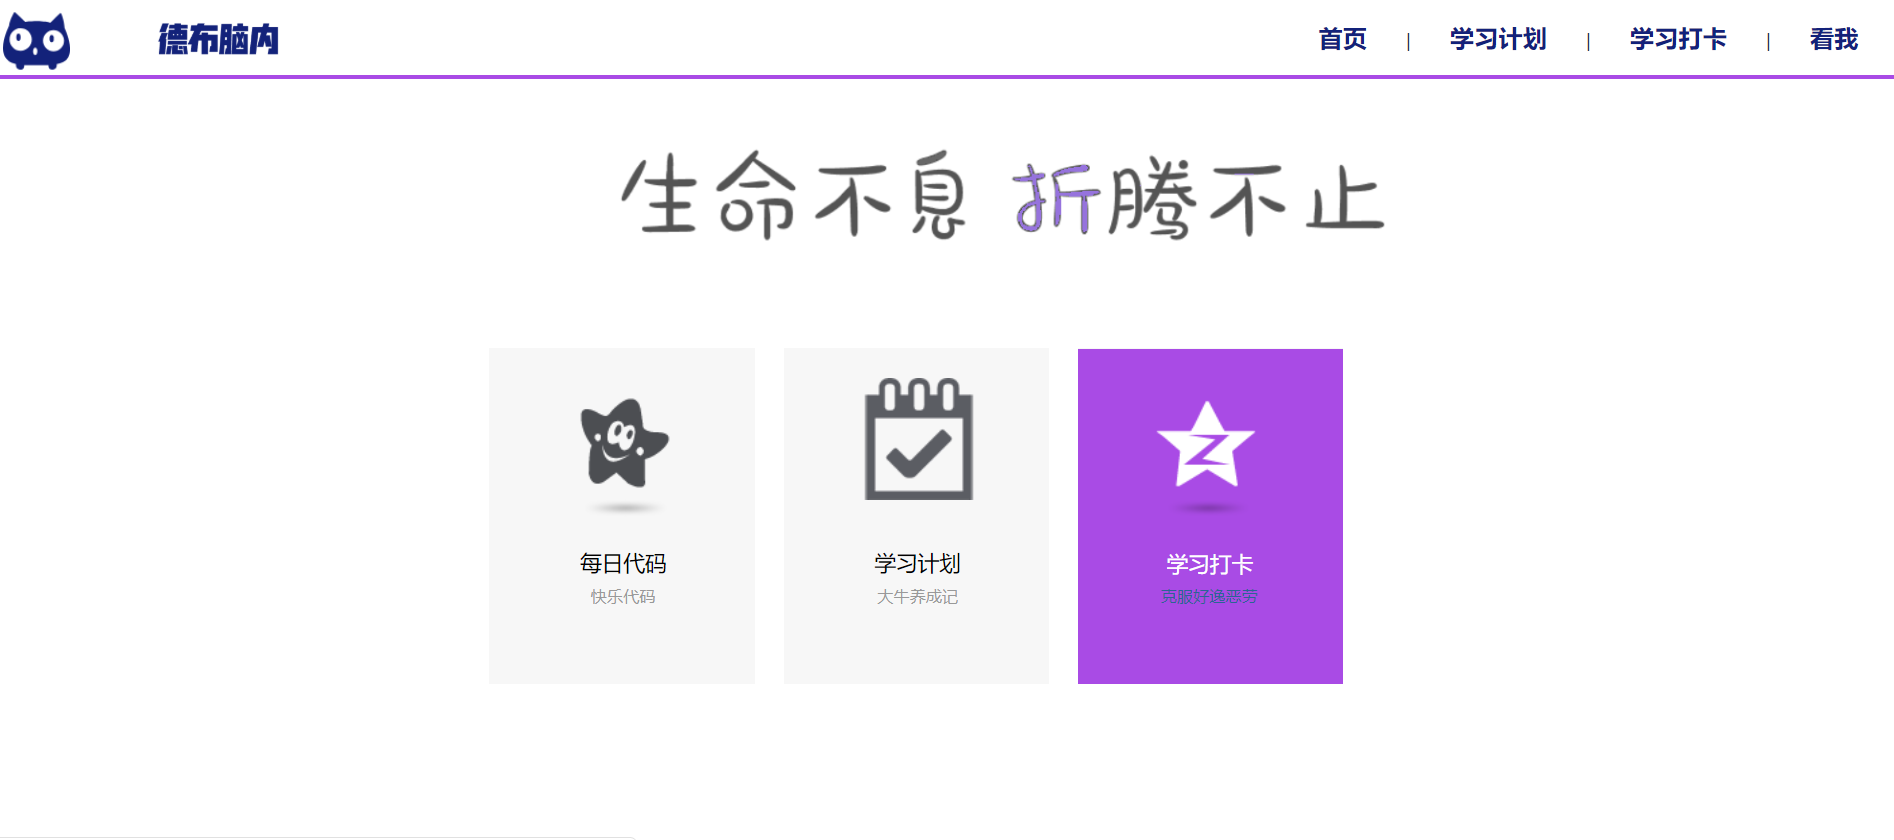 德布脑内
首页 | 学习计划 | 学习打卡 | 看我
生命不息 折腾不止
每日代码
快乐代码
学习计划
大牛养成记
学习打卡
克服好逸恶劳